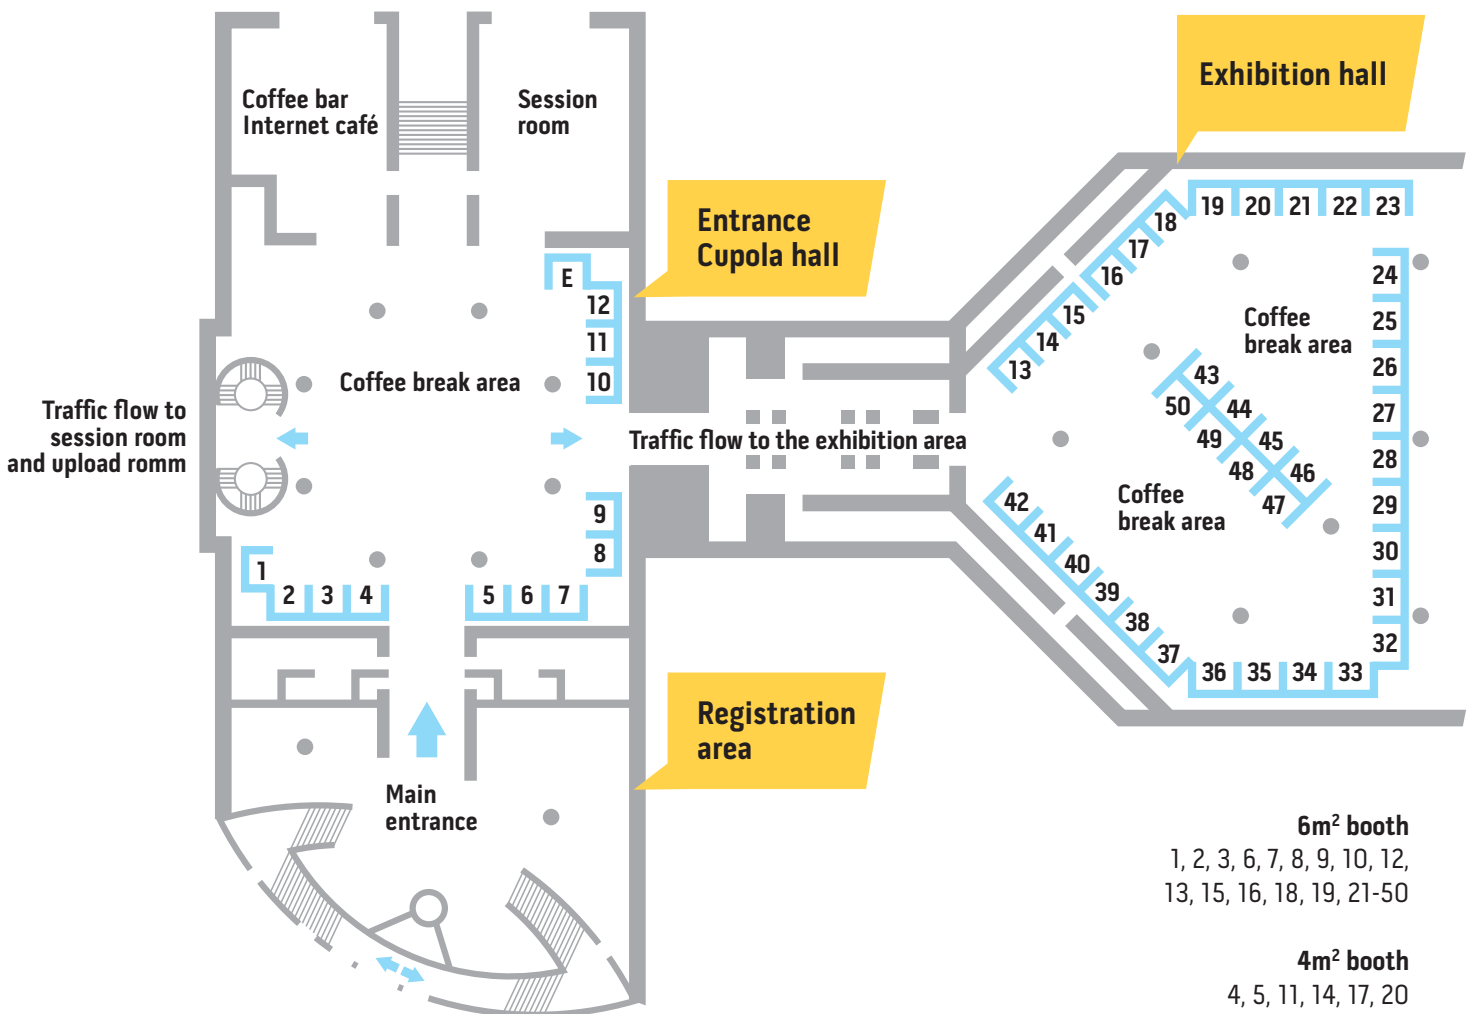 Exhibition hall
Coffee bar
Internet café
Session
room
Entrance
Cupola hall
18
19
20
21
22
23
17
16
15
14
13
E
12
11
10
24
25
26
27
28
29
30
31
32
Coffee
break area
43
50
44
49
45
48
46
47
Coffee break area
Traffic flow to
session room
and upload romm
Traffic flow to the exhibition area
Coffee
break area
9
8
42
41
40
39
38
37
1
2
3
4
5
6
7
36
35
34
33
Registration
area
Main
entrance
6m² booth
1, 2, 3, 6, 7, 8, 9, 10, 12,
13, 15, 16, 18, 19, 21-50
4m² booth
4, 5, 11, 14, 17, 20